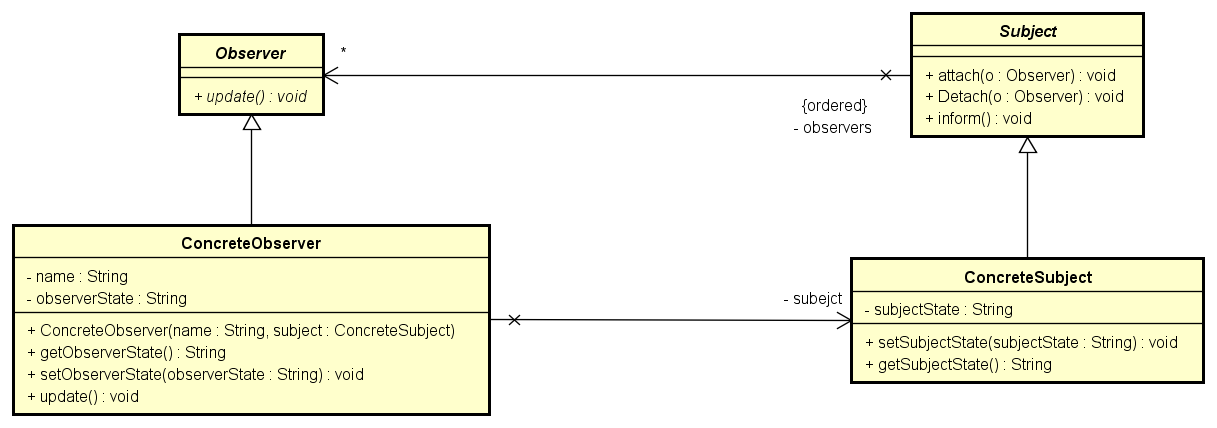 Observer
+ update() : void
*
{ordered}
- observers
Subject
+ attach(o : Observer) : void
+ Detach(o : Observer) : void
+ inform() : void
ConcreteObserver
- name : String
- observerState : String
+ ConcreteObserver(name : String, subject : ConcreteSubject)
+ getObserverState() : String
+ setObserverState(observerState : String) : void
+ update() : void
- subejct
ConcreteSubject
- subjectState : String
+ setSubjectState(subjectState : String) : void
+ getSubjectState() : String